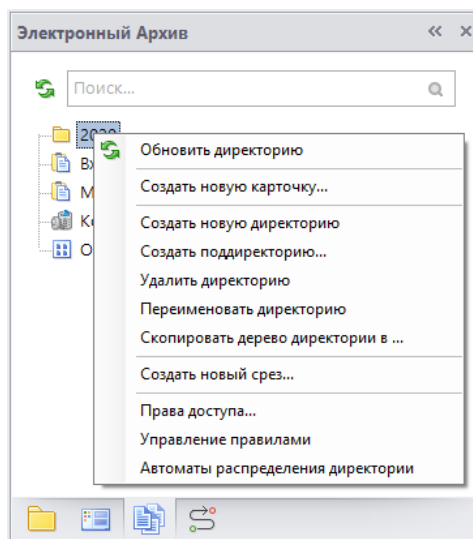 Электронный Архив
Поиск...
2020
Обновить директорию
Создать новую карточку...
Создать новую директорию
Создать поддиректорию...
Удалить директорию
Переименовать директорию
Скопировать дерево директории в ...
Создать новый срез...
Права доступа...
Управление правилами
Автоматы распределения директории